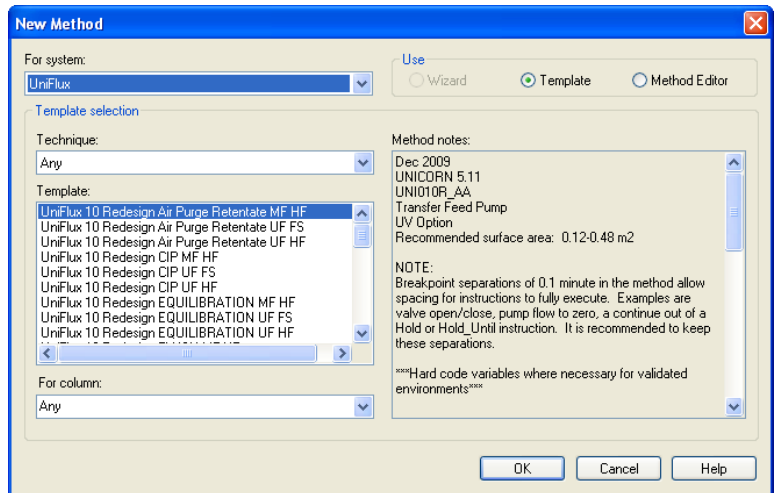 New Method
For system:
UniFlux
Use
Wizard
Template
Method Editor
Template selection
Technique:
Any
Template:
UniFlux 10 Redesign Air Purge Retentate MF HF
UniFlux 10 Redesign Air Purge Retentate UF FS
UniFlux 10 Redesign Air Purge Retentate UF HF
UniFlux 10 Redesign CIP MF HF
UniFlux 10 Redesign CIP UF FS
UniFlux 10 Redesign CIP UF HF
UniFlux 10 Redesign EQUILIBRATION MF HF
UniFlux 10 Redesign EQUILIBRATION UF FS
UniFlux 10 Redesign EQUILIBRATION UF HF
For column:
Any
Method notes:
Dec 2009
UNICORN 5.11
UNI010R_AA
Transfer Feed Pump
UV Option
Recommended surface area: 0.12-0.48 m2
NOTE:
Breakpoint separations of 0.1 minute in the method allow
spacing for instructions to fully execute. Examples are
valve open/close, pump flow to zero, a continue out of a
Hold or Hold_Until instruction. It is recommended to keep
these separations.
***Hard code variables where necessary for validated
environments***
OK
Cancel
Help